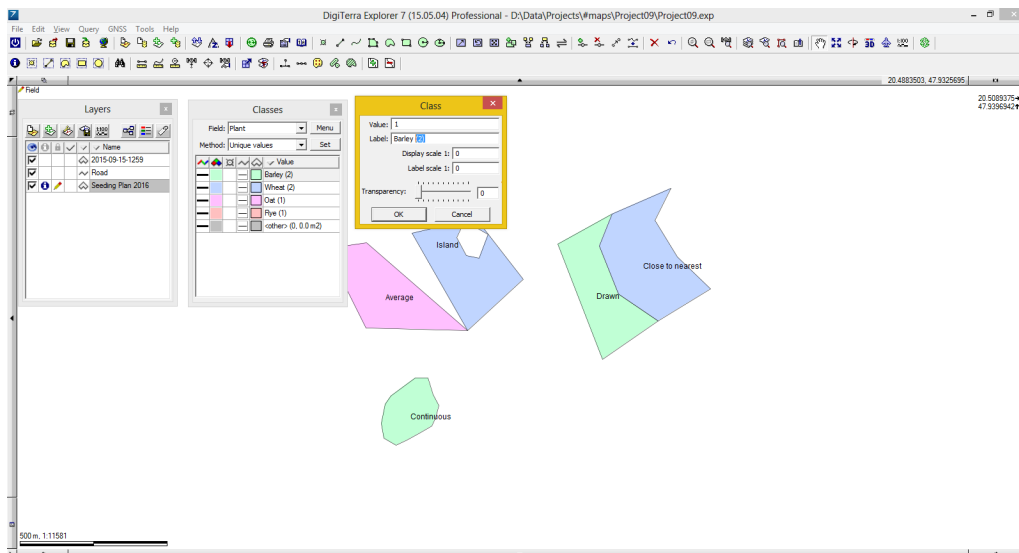 7
DigiTerra Explorer 7 (15.05.04) Professional - D:\Data\Projects\#maps\Project09\Project09.exp
File Edit View Query GNSS Tools Help
20.4883503, 47.9325695
Field
20.5089375
47.9396942
Layers
Name
2015-09-15-1259
Road
Seeding Plan 2016
Classes
Field: Plant Menu
Method: Unique values Set
Value
Barley (2)
Wheat (2)
Oat (1)
Rye (1)
<other> (0, 0.0 m2)
Class
Value: 1
Label: Barley (2)
Display scale 1: 0
Label scale 1: 0
Transparency: 0
OK Cancel
Island
Close to nearest
Average
Drawn
Continuous
500 m, 1:11581